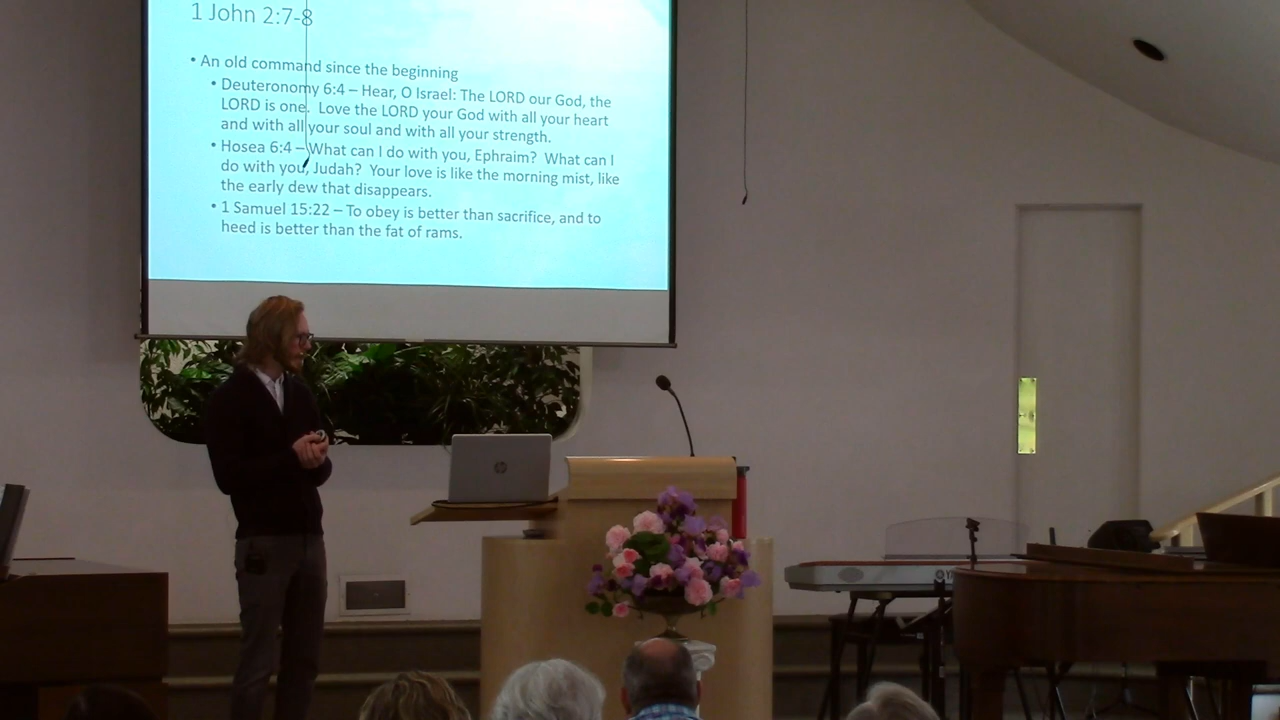 1 John 2:7-8
• An old command since the beginning
• Deuteronomy 6:4 – Hear, O Israel: The LORD our God, the
LORD is one.  Love the LORD your God with all your heart
and with all your soul and with all your strength.
• Hosea 6:4 – What can I do with you, Ephraim?  What can I
do with you, Judah?  Your love is like the morning mist, like
the early dew that disappears.
• 1 Samuel 15:22 – To obey is better than sacrifice, and to
heed is better than the fat of rams.
hp